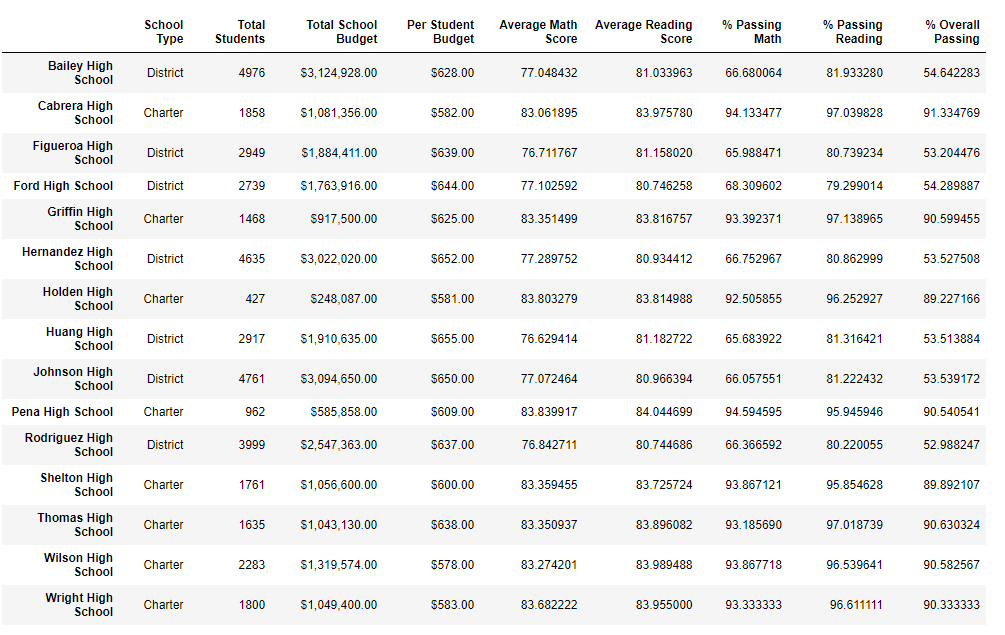 School Type Total Students Total School Budget Per Student Budget Average Math Score Average Reading Score % Passing Math % Passing Reading % Overall Passing
Bailey High School District 4976 $3,124,928.00 $628.00 77.048432 81.033963 66.680064 81.933280 54.642283
Cabrera High School Charter 1858 $1,081,356.00 $582.00 83.061895 83.975780 94.133477 97.039828 91.334769
Figueroa High School District 2949 $1,884,411.00 $639.00 76.711767 81.158020 65.988471 80.739234 53.204476
Ford High School District 2739 $1,763,916.00 $644.00 77.102592 80.746258 68.309602 79.299014 54.289887
Griffin High School Charter 1468 $917,500.00 $625.00 83.351499 83.816757 93.392371 97.138965 90.599455
Hernandez High School District 4635 $3,022,020.00 $652.00 77.289752 80.934412 66.752967 80.862999 53.527508
Holden High School Charter 427 $248,087.00 $581.00 83.803279 83.814988 92.505855 96.252927 89.227166
Huang High School District 2917 $1,910,635.00 $655.00 76.629414 81.182722 65.683922 81.316421 53.513884
Johnson High School District 4761 $3,094,650.00 $650.00 77.072464 80.966394 66.057551 81.222432 53.539172
Pena High School Charter 962 $585,858.00 $609.00 83.839917 84.044699 94.594595 95.945946 90.540541
Rodriguez High School District 3999 $2,547,363.00 $637.00 76.842711 80.744686 66.366592 80.220055 52.988247
Shelton High School Charter 1761 $1,056,600.00 $600.00 83.359455 83.725724 93.867121 95.854628 89.892107
Thomas High School Charter 1635 $1,043,130.00 $638.00 83.350937 83.896082 93.185690 97.018739 90.630324
Wilson High School Charter 2283 $1,319,574.00 $578.00 83.274201 83.989488 93.867718 96.539641 90.582567
Wright High School Charter 1800 $1,049,400.00 $583.00 83.682222 83.955000 93.333333 96.611111 90.333333